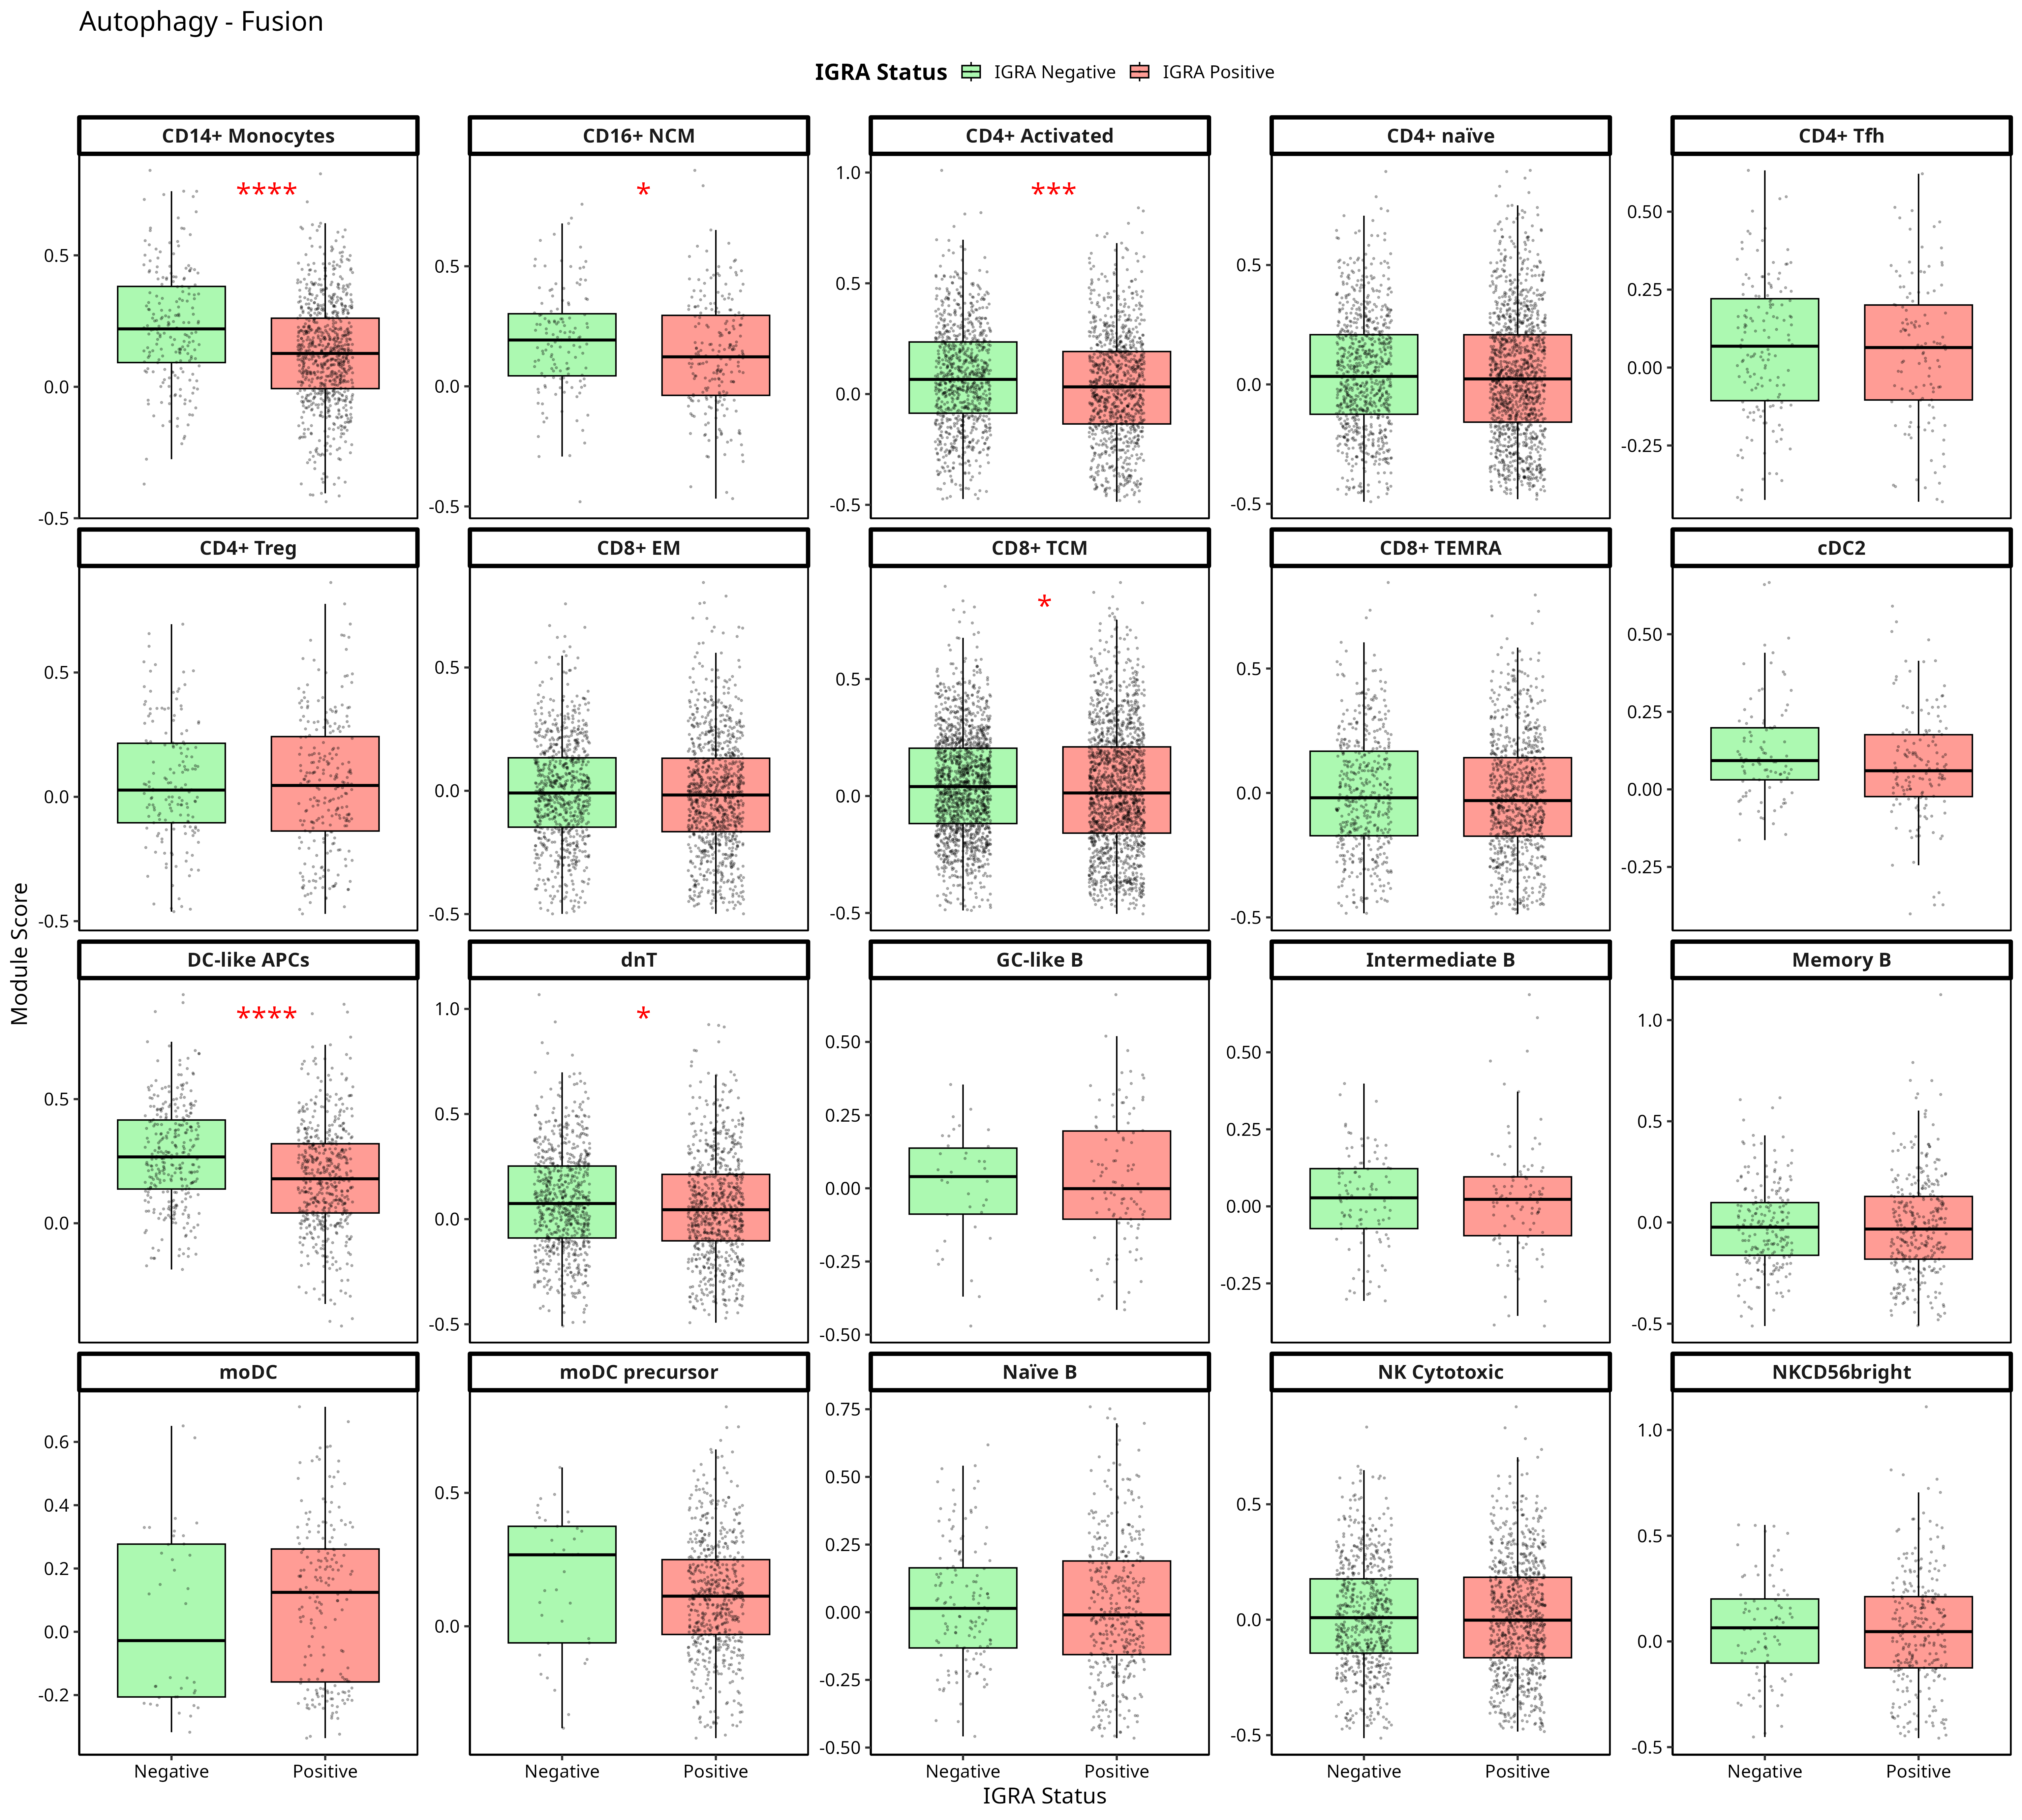 Autophagy - Fusion
IGRA Status IGRA Negative IGRA Positive
CD14+ Monocytes CD16+ NCM CD4+ Activated CD4+ naïve CD4+ Tfh
**** * ***
0.5 0.0 -0.5
0.5 0.0 -0.5
1.0 0.5 0.0 -0.5
0.5 0.0 -0.5
0.50 0.25 0.00 -0.25
CD4+ Treg CD8+ EM CD8+ TCM CD8+ TEMRA cDC2
*
0.5 0.0 -0.5
0.5 0.0 -0.5
0.5 0.0 -0.5
0.5 0.0 -0.5
0.50 0.25 0.00 -0.25
Module Score
DC-like APCs dnT GC-like B Intermediate B Memory B
**** *
0.5 0.0
1.0 0.5 0.0 -0.5
0.50 0.25 0.00 -0.25 -0.50
0.50 0.25 0.00 -0.25
1.0 0.5 0.0 -0.5
moDC moDC precursor Naïve B NK Cytotoxic NKCD56bright
0.6 0.4 0.2 0.0 -0.2
0.5 0.0
0.75 0.50 0.25 0.00 -0.25 -0.50
0.5 0.0 -0.5
1.0 0.5 0.0 -0.5
Negative Positive Negative Positive Negative Positive Negative Positive Negative Positive
IGRA Status